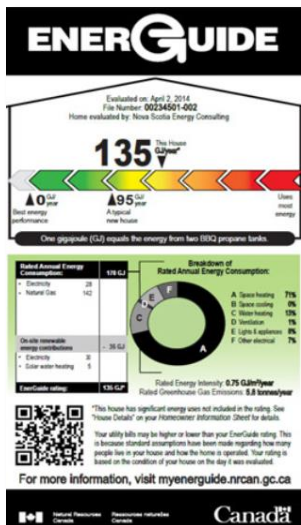 ENERGUIDE
Evaluated on: April 2, 2014
File Number: 00234501-002
Home evaluated by: Nova Scotia Energy Consulting
135 This House
GJ/year*
0 GJ/year
Best energy performance
95 GJ/year
A typical new house
Uses most energy
One gigajoule (GJ) equals the energy from two BBQ propane tanks.
Rated Annual Energy Consumption: 170 GJ
Electricity 28
Natural Gas 142
On-site renewable energy contributions - 35 GJ
Electricity
Solar water heating 5
EnerGuide rating: 135 GJ*
Breakdown of
Rated Annual Energy Consumption:
A
B
C
E
F
A Space heating 71%
B Space cooling 0%
C Water heating 13%
D Ventilation 1%
E Lights & appliances 8%
F Other electrical 7%
Rated Energy Intensity: 0.75 GJ/m²/year
Rated Greenhouse Gas Emissions: 5.8 tonnes/year
*This house has significant energy uses not included in the rating. See
"House Details" on your Homeowner Information Sheet for details.
Your utility bills may be higher or lower than your EnerGuide rating. This
is because standard assumptions have been made regarding how many
people live in your house and how the home is operated. Your rating is
based on the condition of your house on the day it was evaluated.
For more information, visit myenerguide.nrcan.gc.ca
Natural Resources Canada
Ressources naturelles Canada
Canada